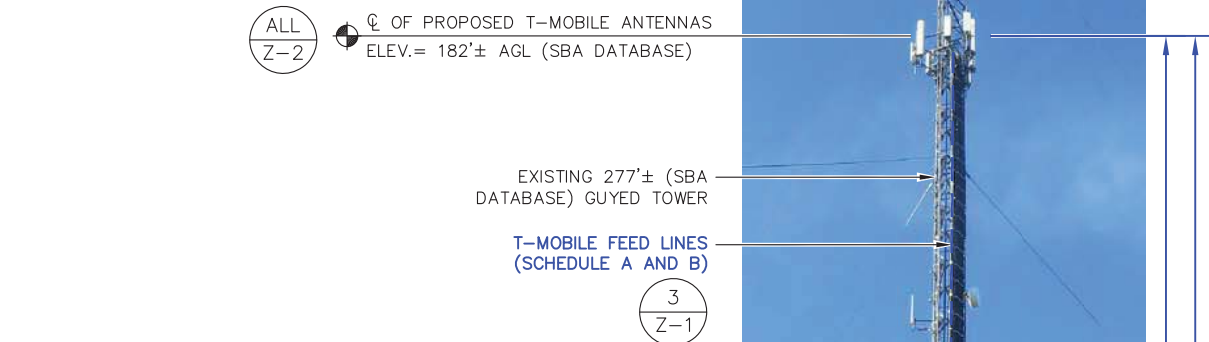 ALL
Z-2
℄ OF PROPOSED T-MOBILE ANTENNAS
ELEV.= 182'± AGL (SBA DATABASE)
EXISTING 277'± (SBA
DATABASE) GUYED TOWER
T-MOBILE FEED LINES
(SCHEDULE A AND B)
3
Z-1